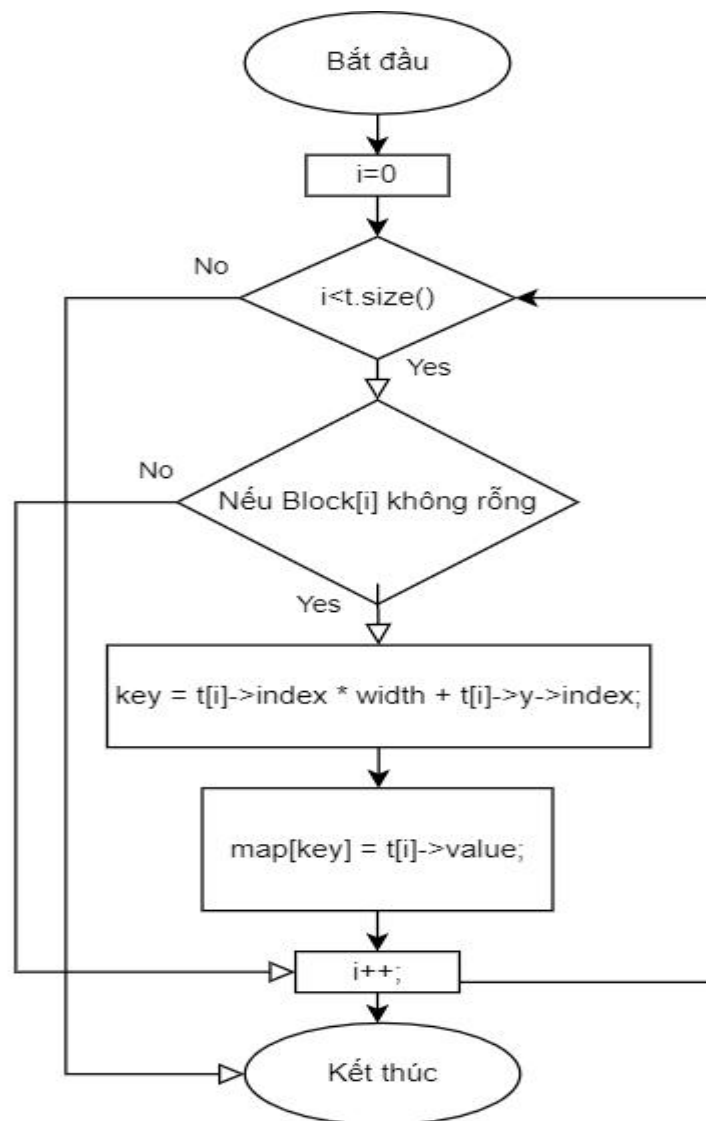 Bắt đầu
i=0
No
i<t.size()
Yes
No
Nếu Block[i] không rỗng
Yes
key = t[i]->index * width + t[i]->y->index;
map[key] = t[i]->value;
i++;
Kết thúc